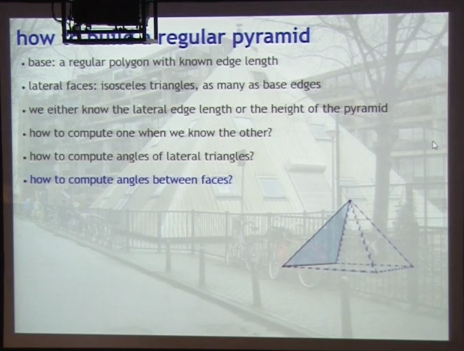 how to build a regular pyramid
• base: a regular polygon with known edge length
• lateral faces: isosceles triangles, as many as base edges
• we either know the lateral edge length or the height of the pyramid
• how to compute one when we know the other?
• how to compute angles of lateral triangles?
• how to compute angles between faces?